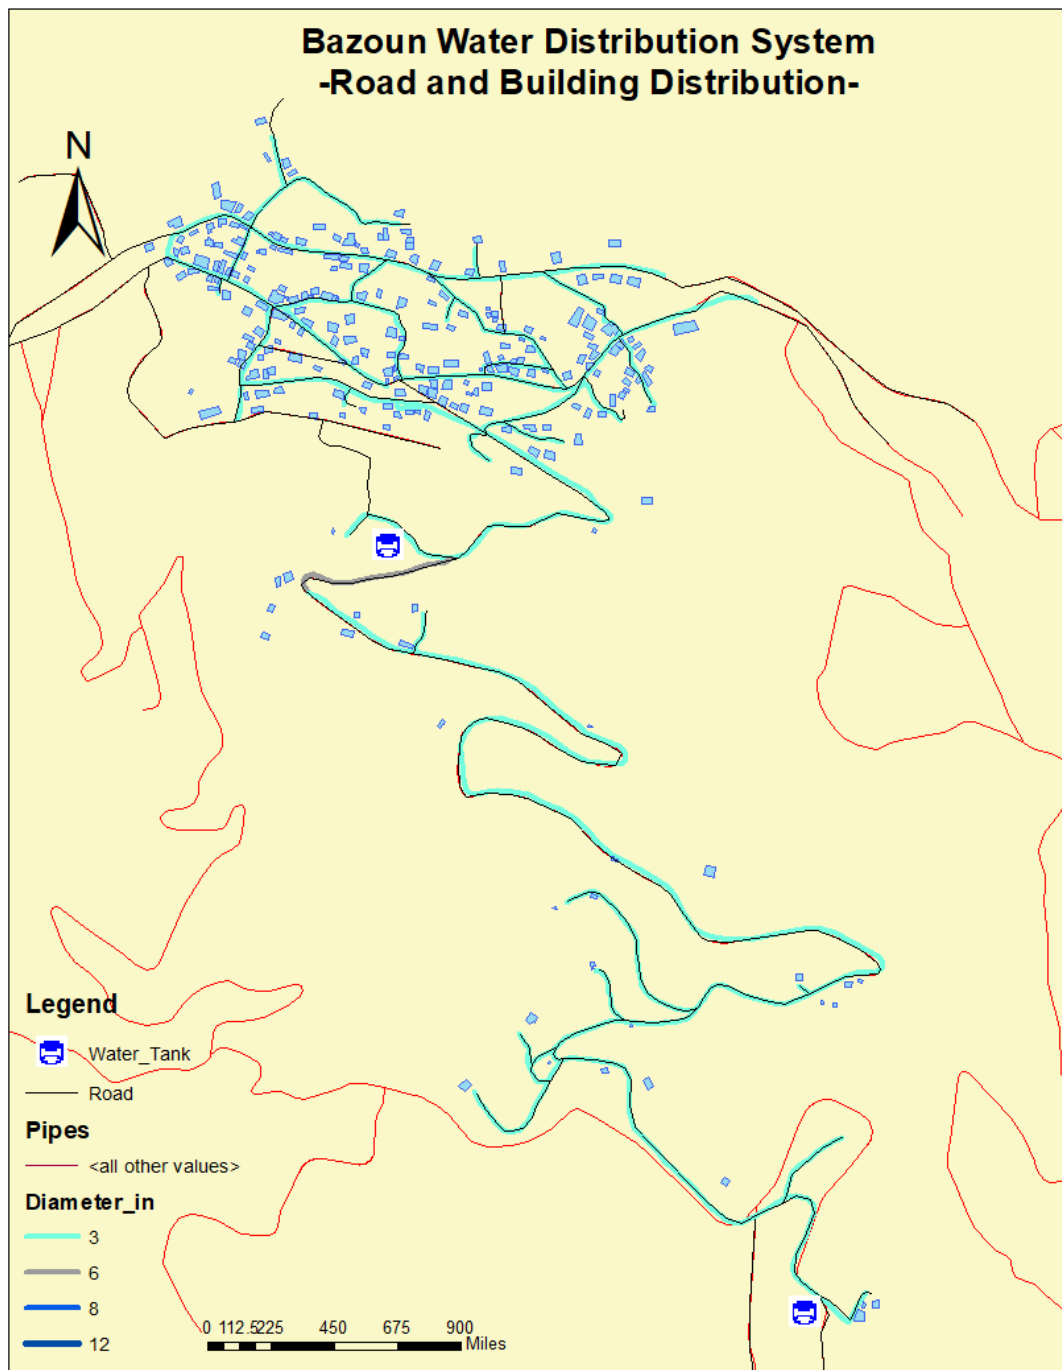 Bazoun Water Distribution System
-Road and Building Distribution-
N
Legend
Water_Tank
Road
Pipes
<all other values>
Diameter_in
3
6
8
12
0 112.5225 450 675 900
Miles